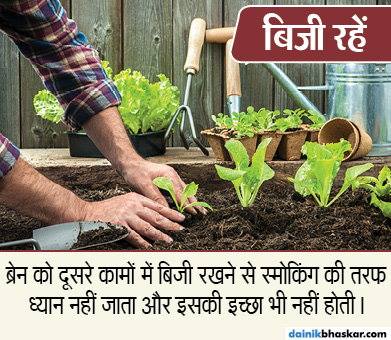 बिजी रहें
ब्रेन को दूसरे कामों में बिजी रखने से स्मोकिंग की तरफ
ध्यान नहीं जाता और इसकी इच्छा भी नहीं होती।
dainikbhaskar.com